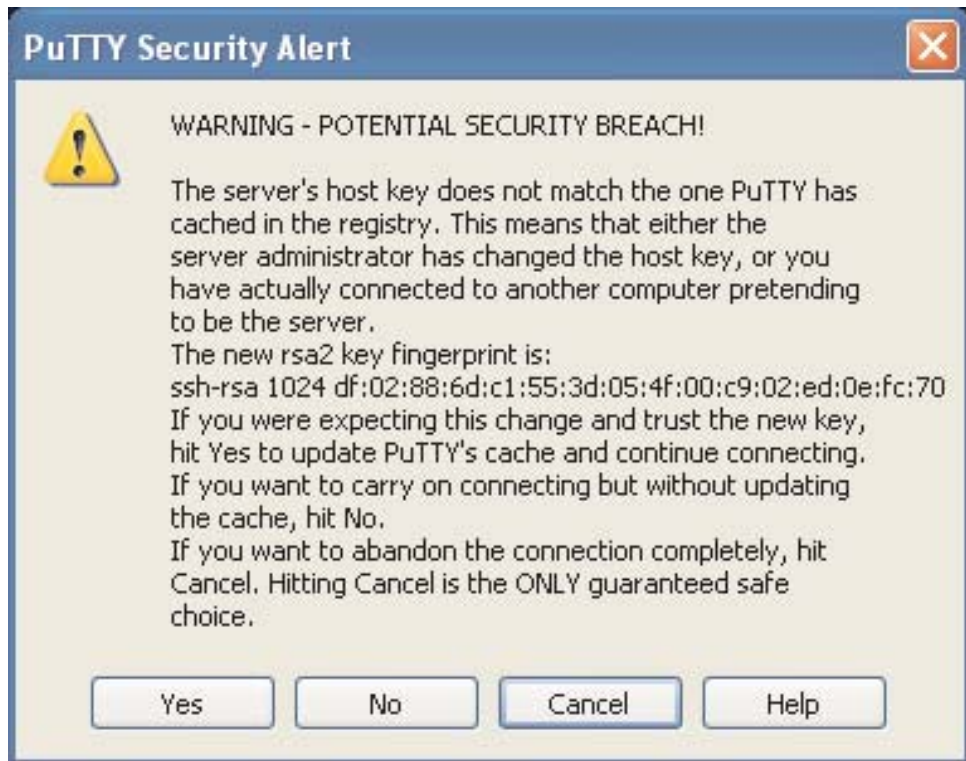 PuTTY Security Alert
WARNING - POTENTIAL SECURITY BREACH!
The server's host key does not match the one PuTTY has
cached in the registry. This means that either the
server administrator has changed the host key, or you
have actually connected to another computer pretending
to be the server.
The new rsa2 key fingerprint is:
ssh-rsa 1024 df:02:88:6d:c1:55:3d:05:4f:00:c9:02:ed:0e:fc:70
If you were expecting this change and trust the new key,
hit Yes to update PuTTY's cache and continue connecting.
If you want to carry on connecting but without updating
the cache, hit No.
If you want to abandon the connection completely, hit
Cancel. Hitting Cancel is the ONLY guaranteed safe
choice.
Yes No Cancel Help